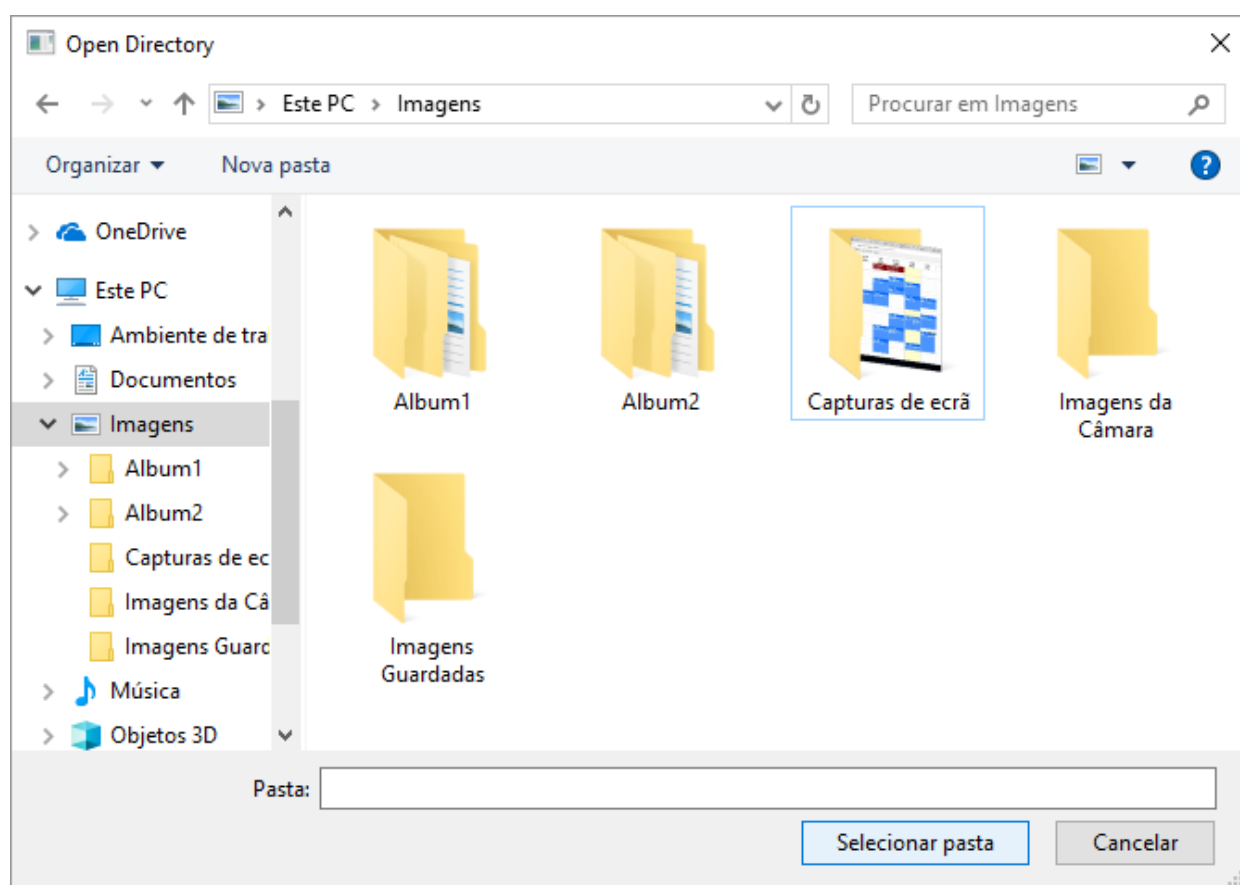 Open Directory
Este PC > Imagens
Procurar em Imagens
Organizar
Nova pasta
OneDrive
Este PC
Ambiente de tra
Documentos
Imagens
Album1
Album2
Capturas de ec
Imagens da Câ
Imagens Guard
Música
Objetos 3D
Album1
Album2
Capturas de ecrã
Imagens da
Câmara
Imagens
Guardadas
Pasta:
Selecionar pasta
Cancelar